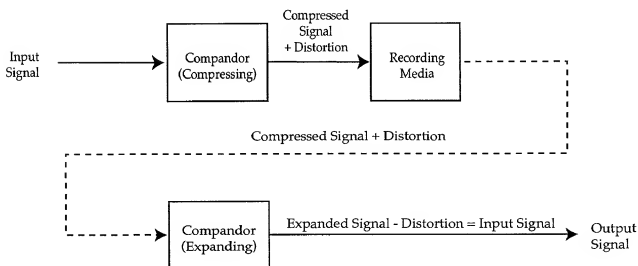 Input
Signal
Compandor
(Compressing)
Compressed
Signal
+ Distortion
Recording
Media
Compressed Signal + Distortion
Compandor
(Expanding)
Expanded Signal - Distortion = Input Signal
Output
Signal